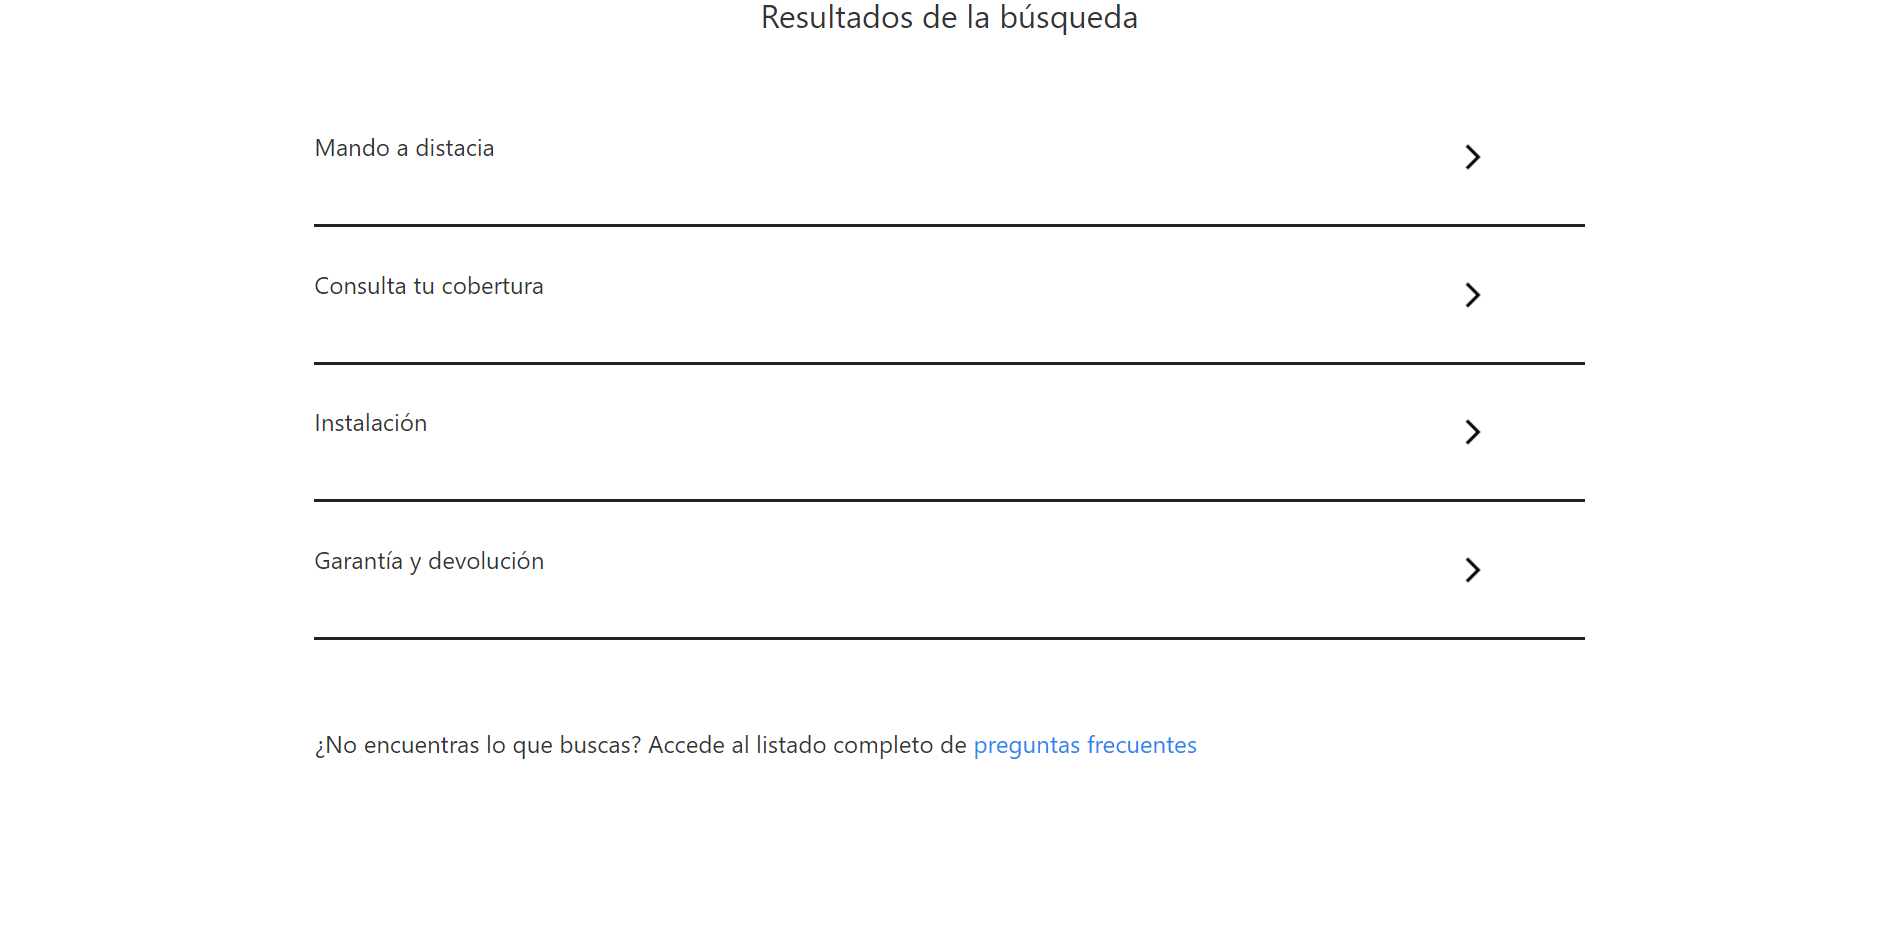 Resultados de la búsqueda
Mando a distacia
Consulta tu cobertura
Instalación
Garantía y devolución
¿No encuentras lo que buscas? Accede al listado completo de preguntas frecuentes